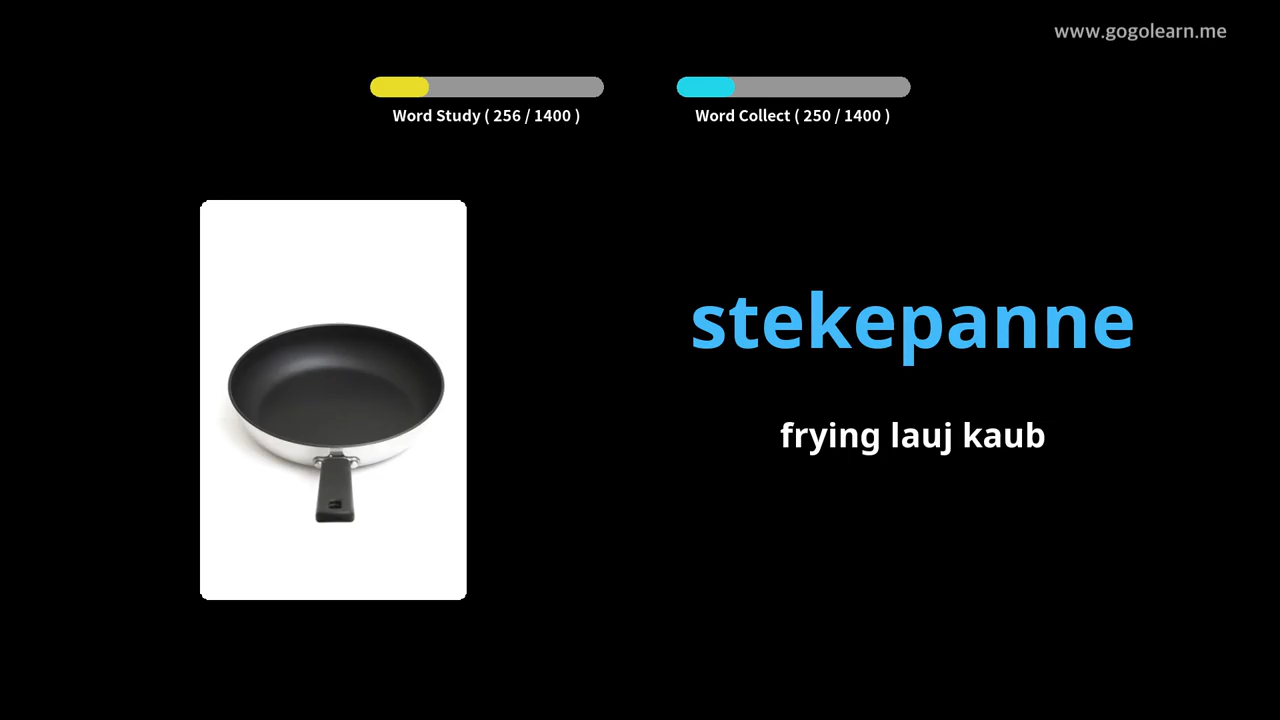 www.gogolearn.me
Word Study ( 256 / 1400 )
Word Collect ( 250 / 1400 )
stekepanne
frying lauj kaub